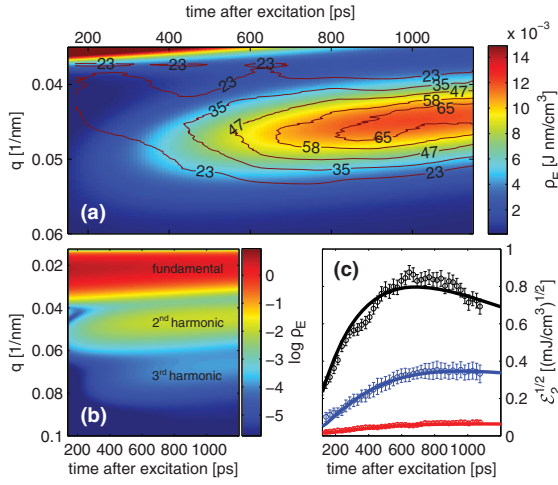 time after excitation [ps]
200 400 600 800 1000
x 10⁻³
0.04
0.05
0.06
q [1/nm]
23 23 23 23 23
35 35
47 47
58
65
47 65
58
47
35 35
23 23
(a)
14
12
10
8
6
4
2
ρE [J nm/cm³]
0.02
0.04
0.06
0.08
0.1
q [1/nm]
fundamental
2nd harmonic
3rd harmonic
(b)
0
−1
−2
−3
−4
−5
log ρE
200 400 600 800 1000
time after excitation [ps]
(c)
1
0.8
0.6
0.4
0.2
0
ℰ₂^1/2 [(mJ/cm³)^1/2]
200 400 600 800 1000
time after excitation [ps]